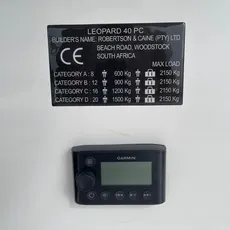 LEOPARD 40 PC
BUILDER'S NAME: ROBERTSON & CAINE (PTY) LTD
BEACH ROAD, WOODSTOCK
SOUTH AFRICA
CE
MAX LOAD
CATEGORY A : 8 600 Kg 2150 Kg
CATEGORY B : 12 900 Kg 2150 Kg
CATEGORY C : 16 1200 Kg 2150 Kg
CATEGORY D : 20 1500 Kg 2150 Kg
GARMIN